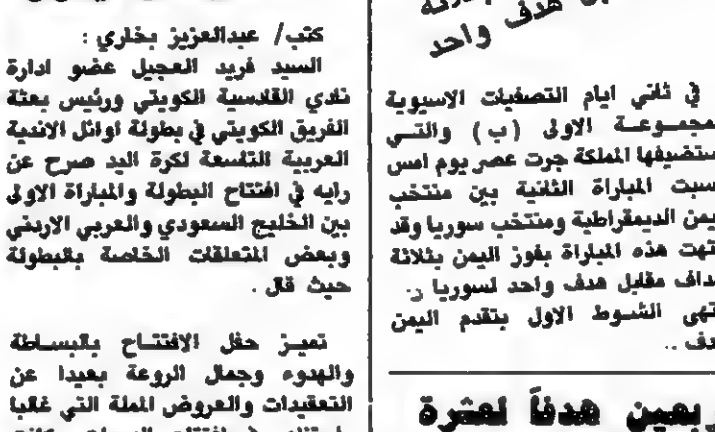 هدف
واحد
في ثاني ايام التصفيات الاسيوية
مجموعة الاولى (ب) والتي
ستضيفها المملكة جرت عصر يوم امس
سبت المباراة الثانية بين منتخب
يمن الديمقراطية ومنتخب سوريا وقد
تهت هذه المباراة بفوز اليمن بثلاثة
داف مقابل هدف واحد لسوريا
تهى الشوط الاول بتقدم اليمن
دف ..
هدفاً لعترة
كتب/ عبدالعزيز بخاري :
السيد فريد العجيل عضو ادارة
نادي القادسية الكويتي ورئيس بعثة
الفريق الكويتي في بطولة اوائل الاندية
العربية التاسعة لكرة اليد صرح عن
رايه في افتتاح البطولة والمباراة الاولى
بين الخليج السعودي والعربي الاردني
وبعض المتعلقات الخاصة بالبطولة
حيث قال .
تميز حفل الافتتاح بالبساطة
والهدوء وجمال الروعة بعيدا عن
التعقيدات والعروض المملة التي غالبا